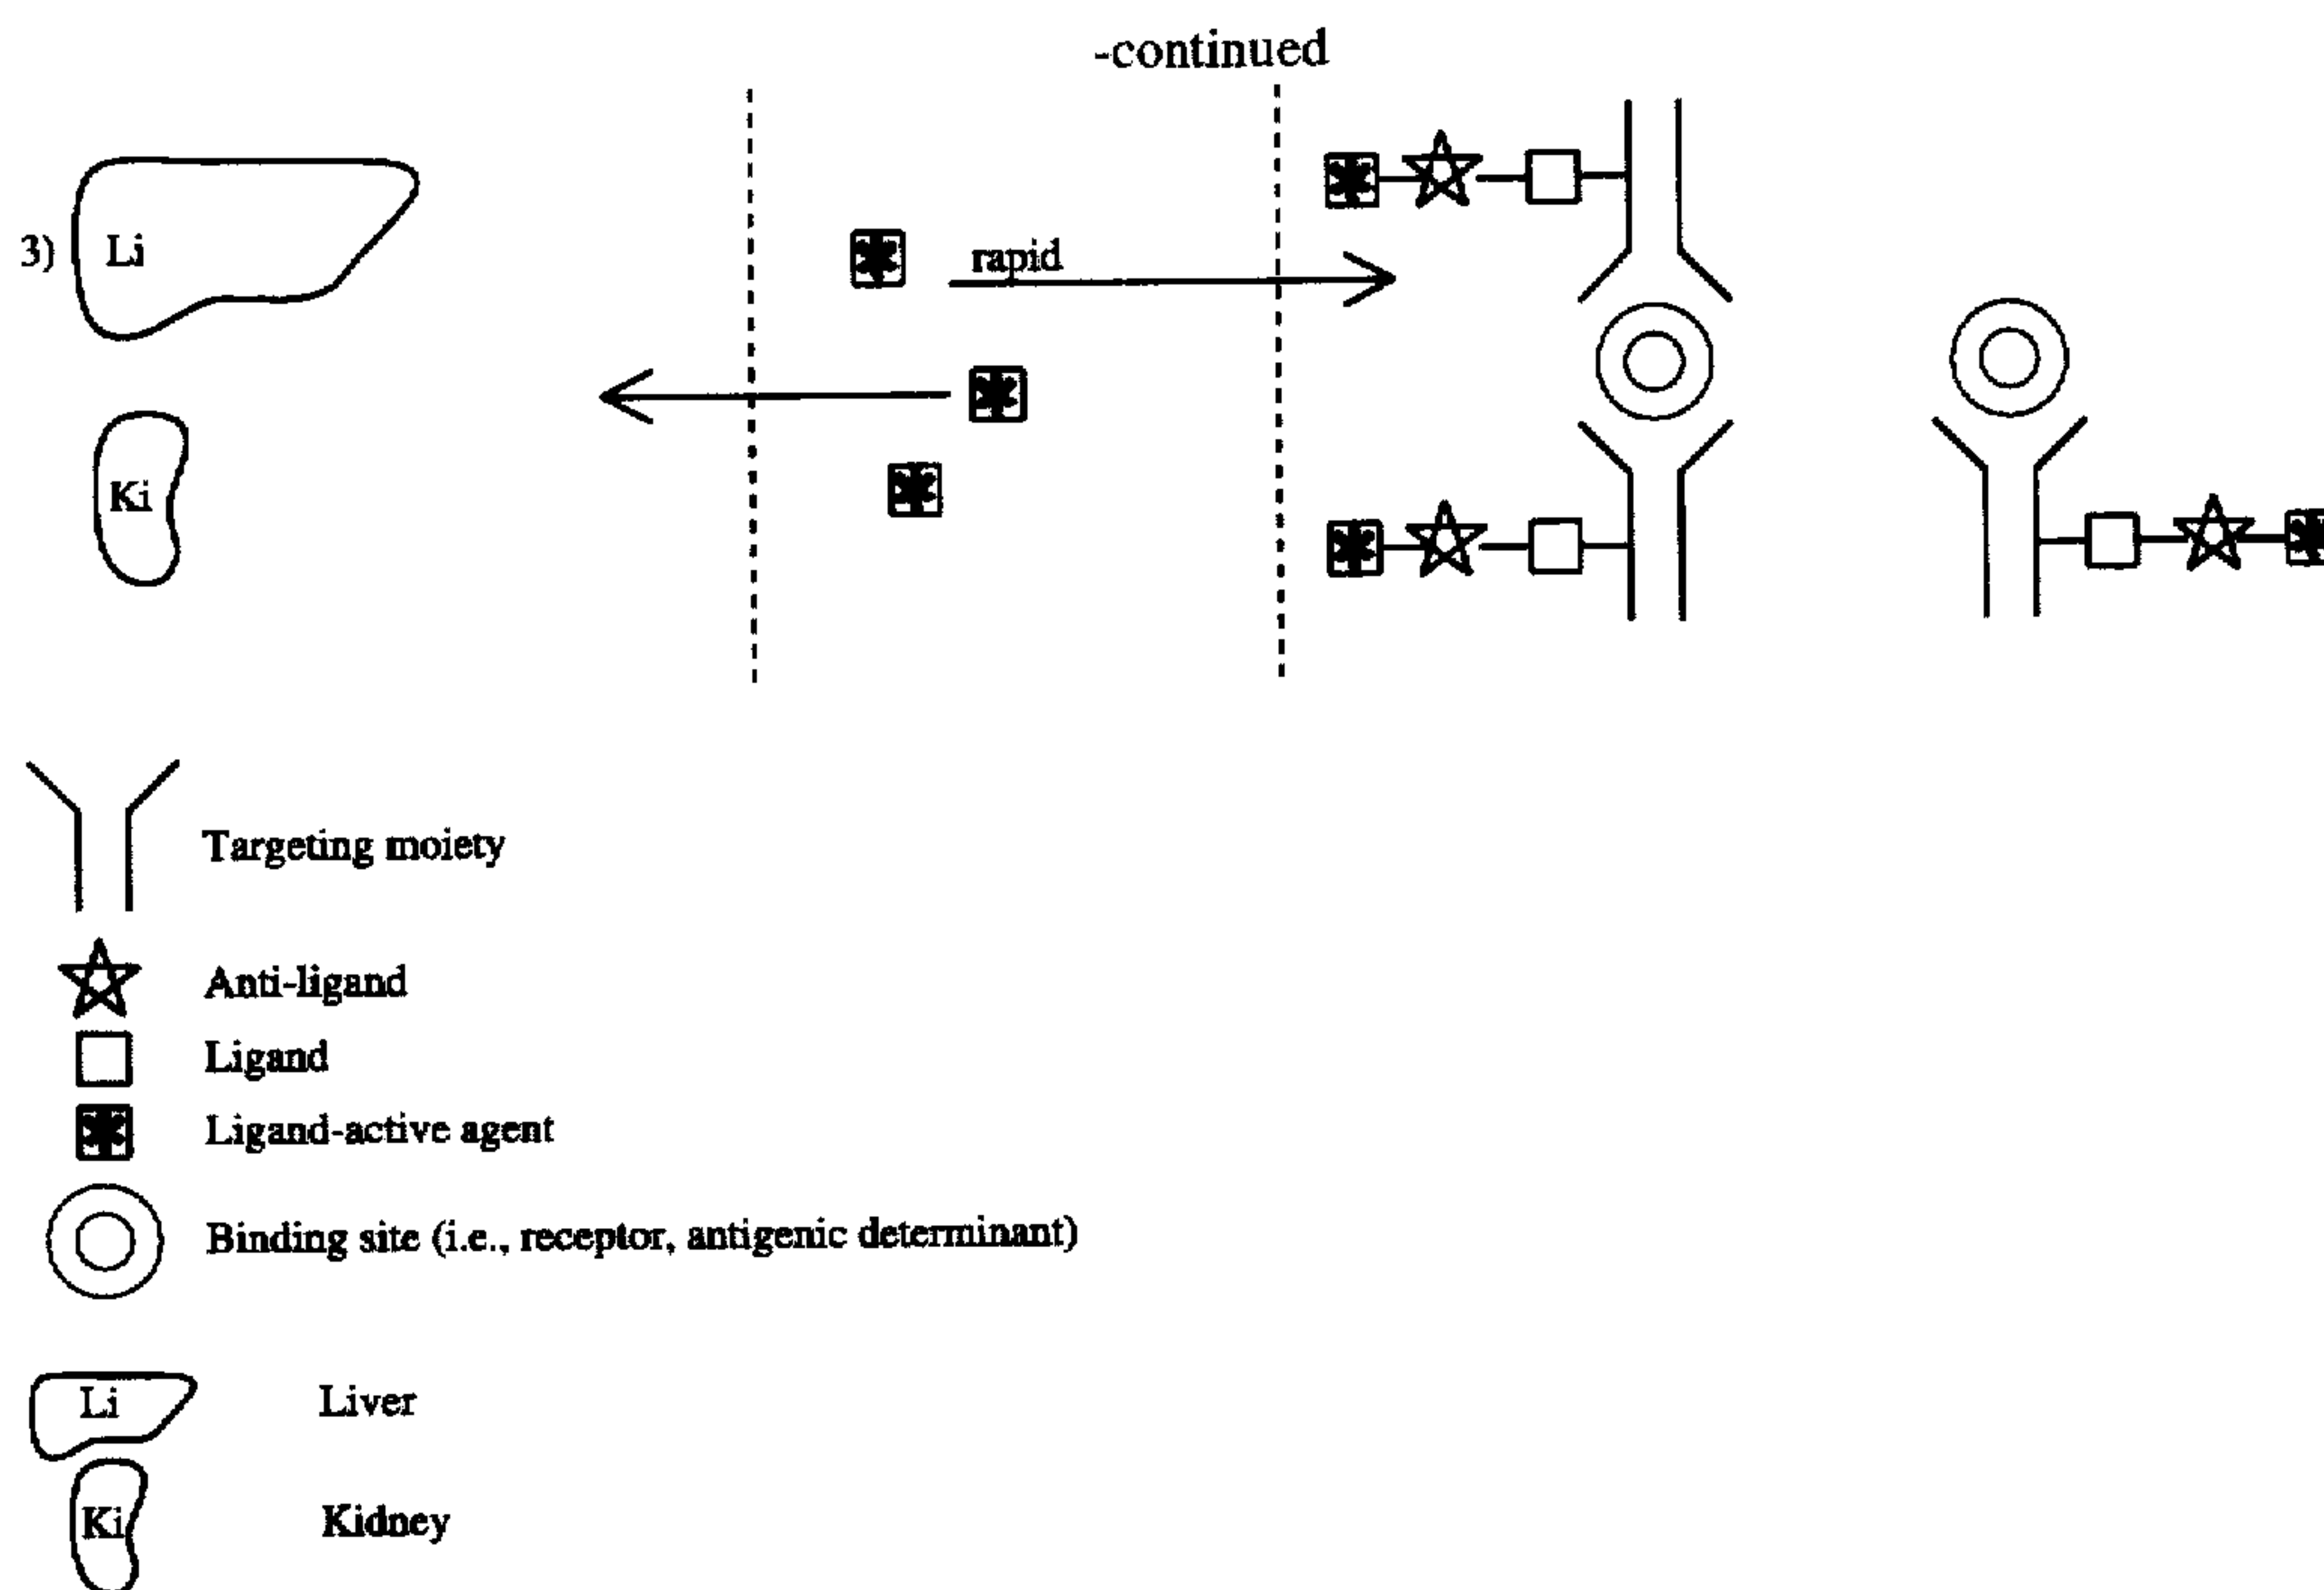 -continued
3)
Li
rapid
Ki
Targeting moiety
Anti-ligand
Ligand
Ligand-active agent
Binding site (i.e., receptor, antigenic determinant)
Li Liver
Ki Kidney